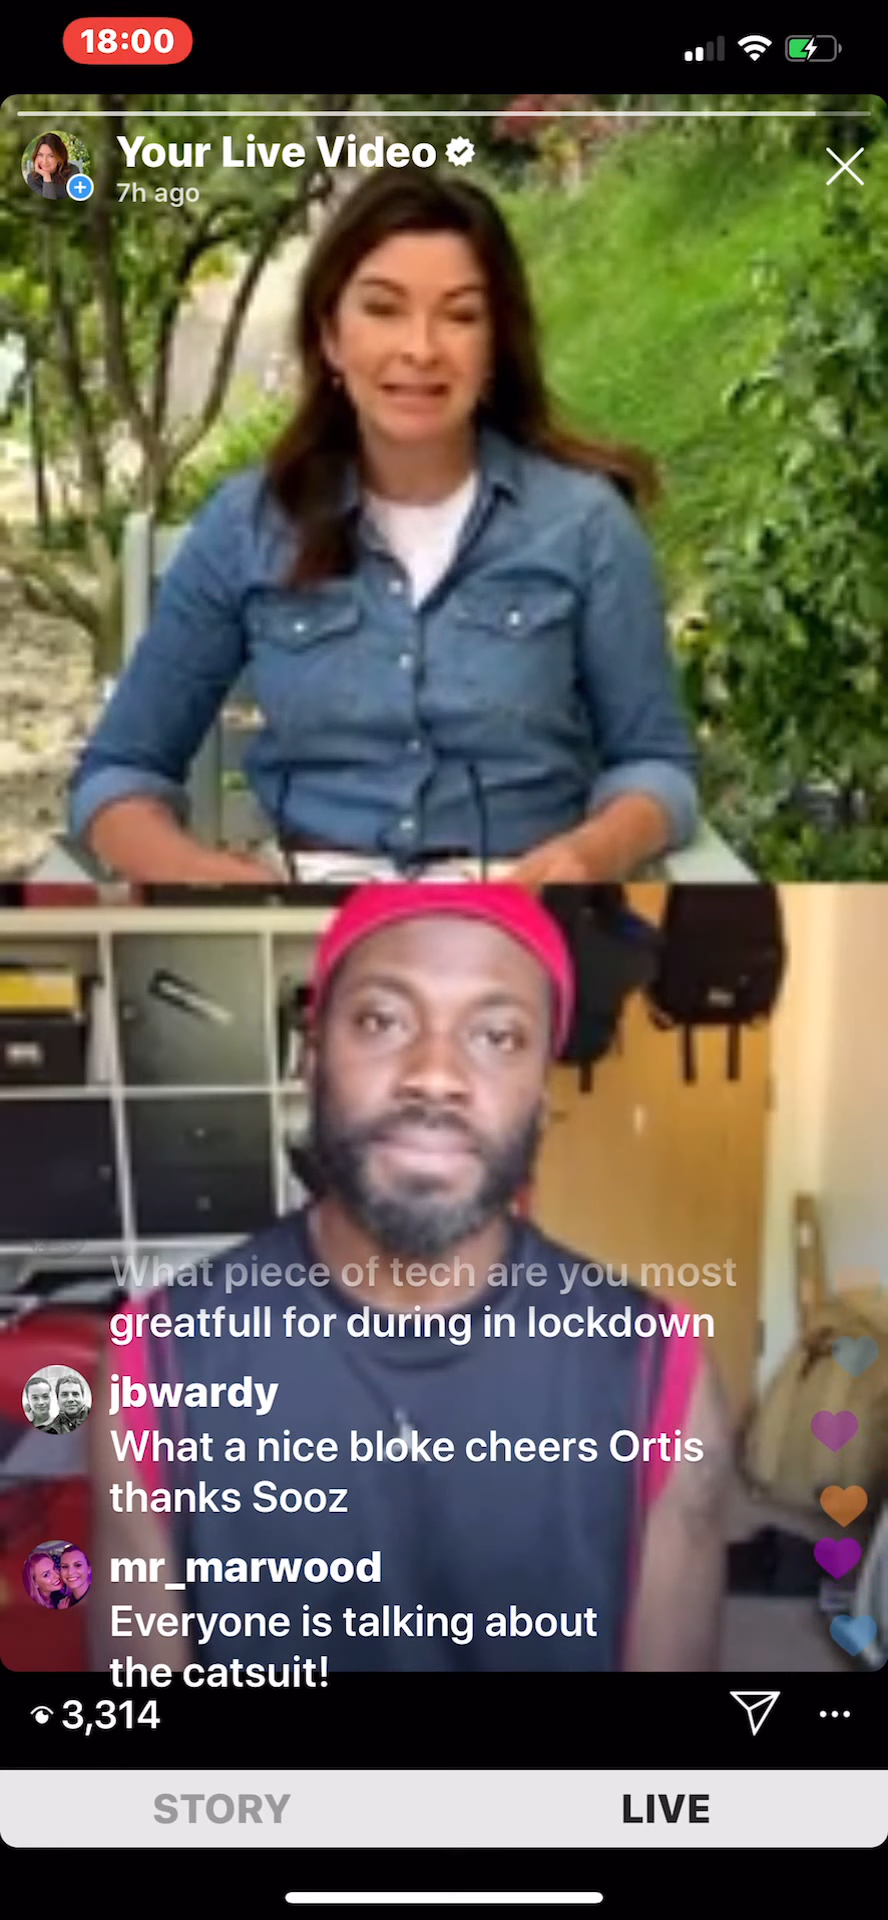 18:00
Your Live Video
7h ago
What piece of tech are you most
greatfull for during in lockdown
jbwardy
What a nice bloke cheers Ortis
thanks Sooz
mr_marwood
Everyone is talking about
the catsuit!
3,314
STORY
LIVE